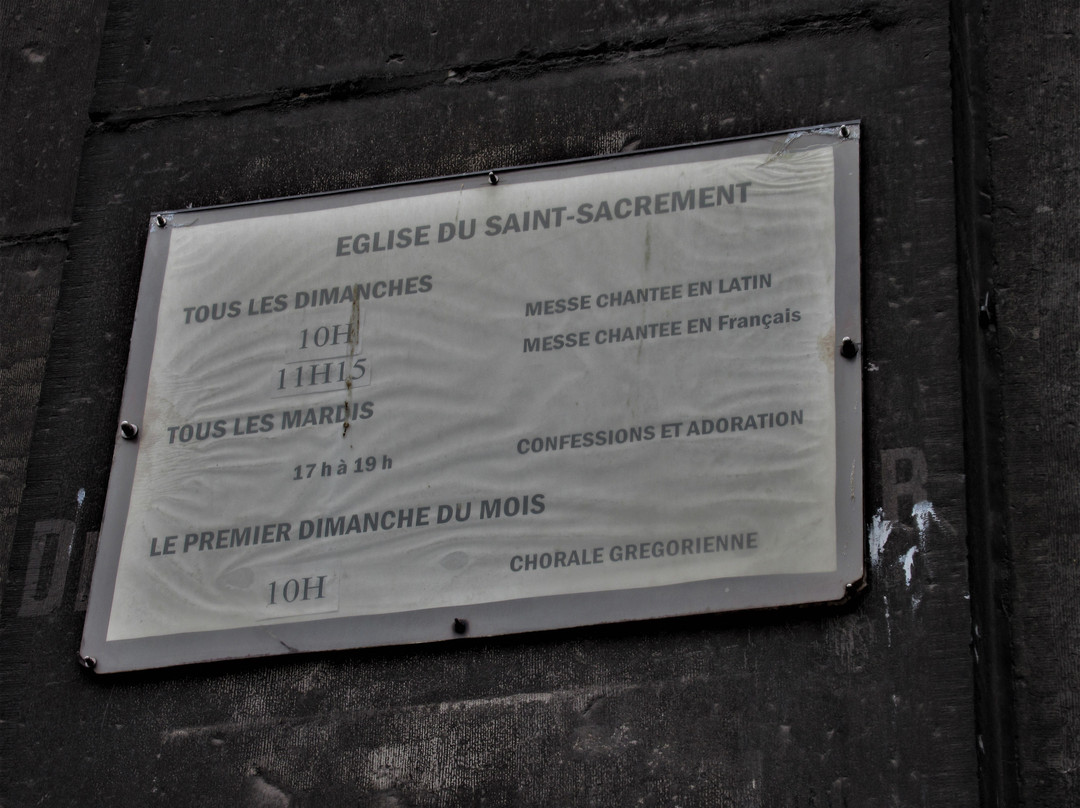 EGLISE DU SAINT-SACREMENT
TOUS LES DIMANCHES
10H MESSE CHANTEE EN LATIN
11H15 MESSE CHANTEE EN Français
TOUS LES MARDIS
17 h à 19 h CONFESSIONS ET ADORATION
LE PREMIER DIMANCHE DU MOIS
10H CHORALE GREGORIENNE